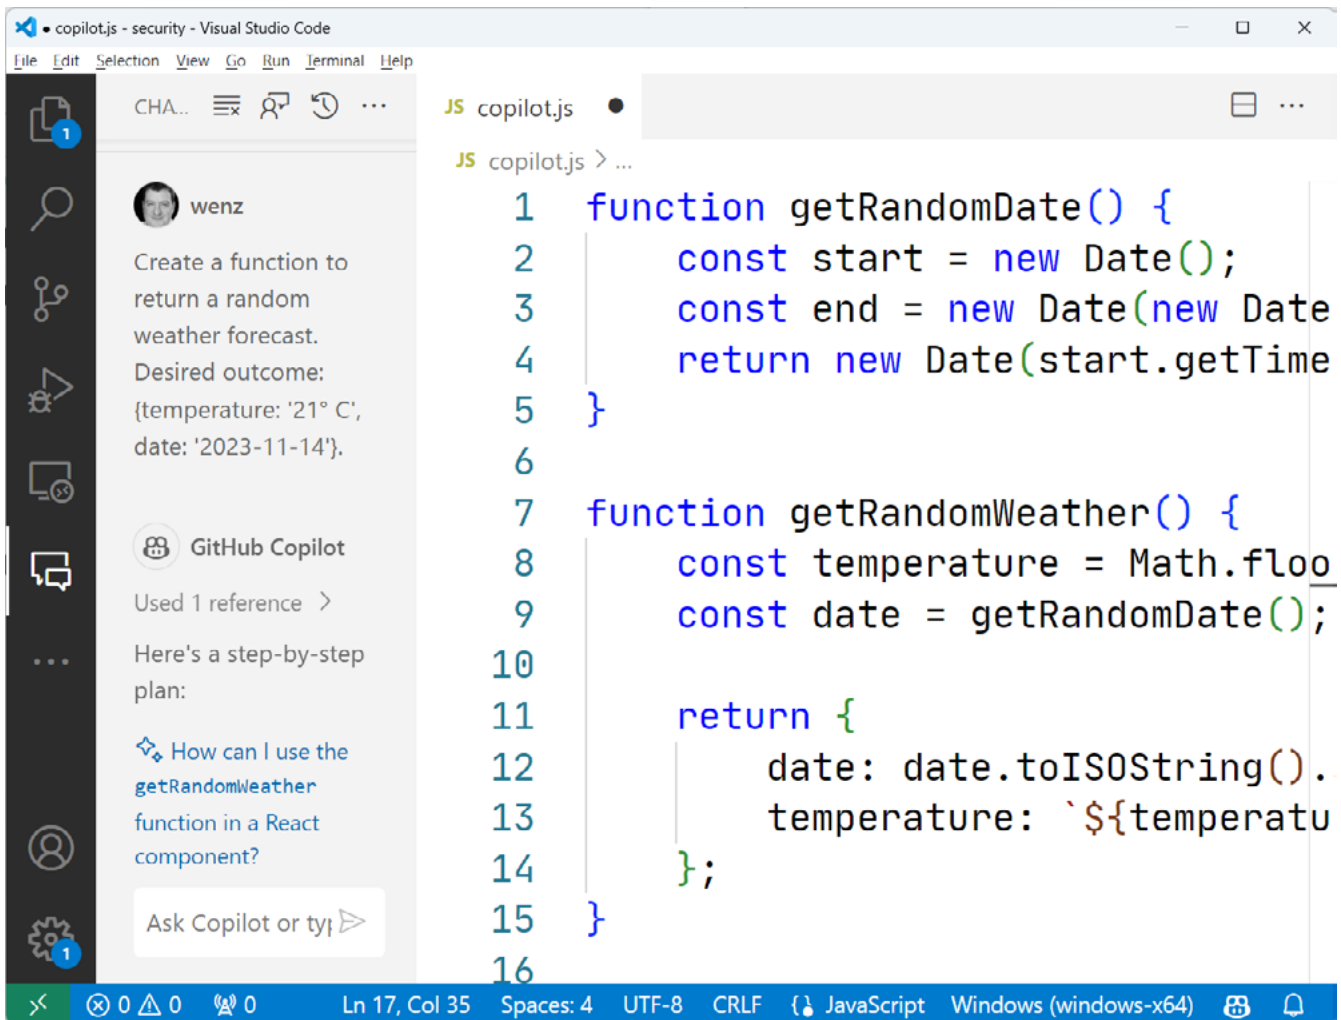 ● copilot.js - security - Visual Studio Code
File Edit Selection View Go Run Terminal Help
CHA...
JS copilot.js ●
JS copilot.js > ...
1
wenz
Create a function to
return a random
weather forecast.
Desired outcome:
{temperature: '21° C',
date: '2023-11-14'}.
GitHub Copilot
Used 1 reference >
Here's a step-by-step
plan:
How can I use the
getRandomWeather
function in a React
component?
Ask Copilot or typ
1
1 function getRandomDate() {
2 const start = new Date();
3 const end = new Date(new Date
4 return new Date(start.getTime
5 }
6
7 function getRandomWeather() {
8 const temperature = Math.floo
9 const date = getRandomDate();
10
11 return {
12 date: date.toISOString().
13 temperature: `${temperatu
14 };
15 }
16
0 0 0 Ln 17, Col 35 Spaces: 4 UTF-8 CRLF {} JavaScript Windows (windows-x64)